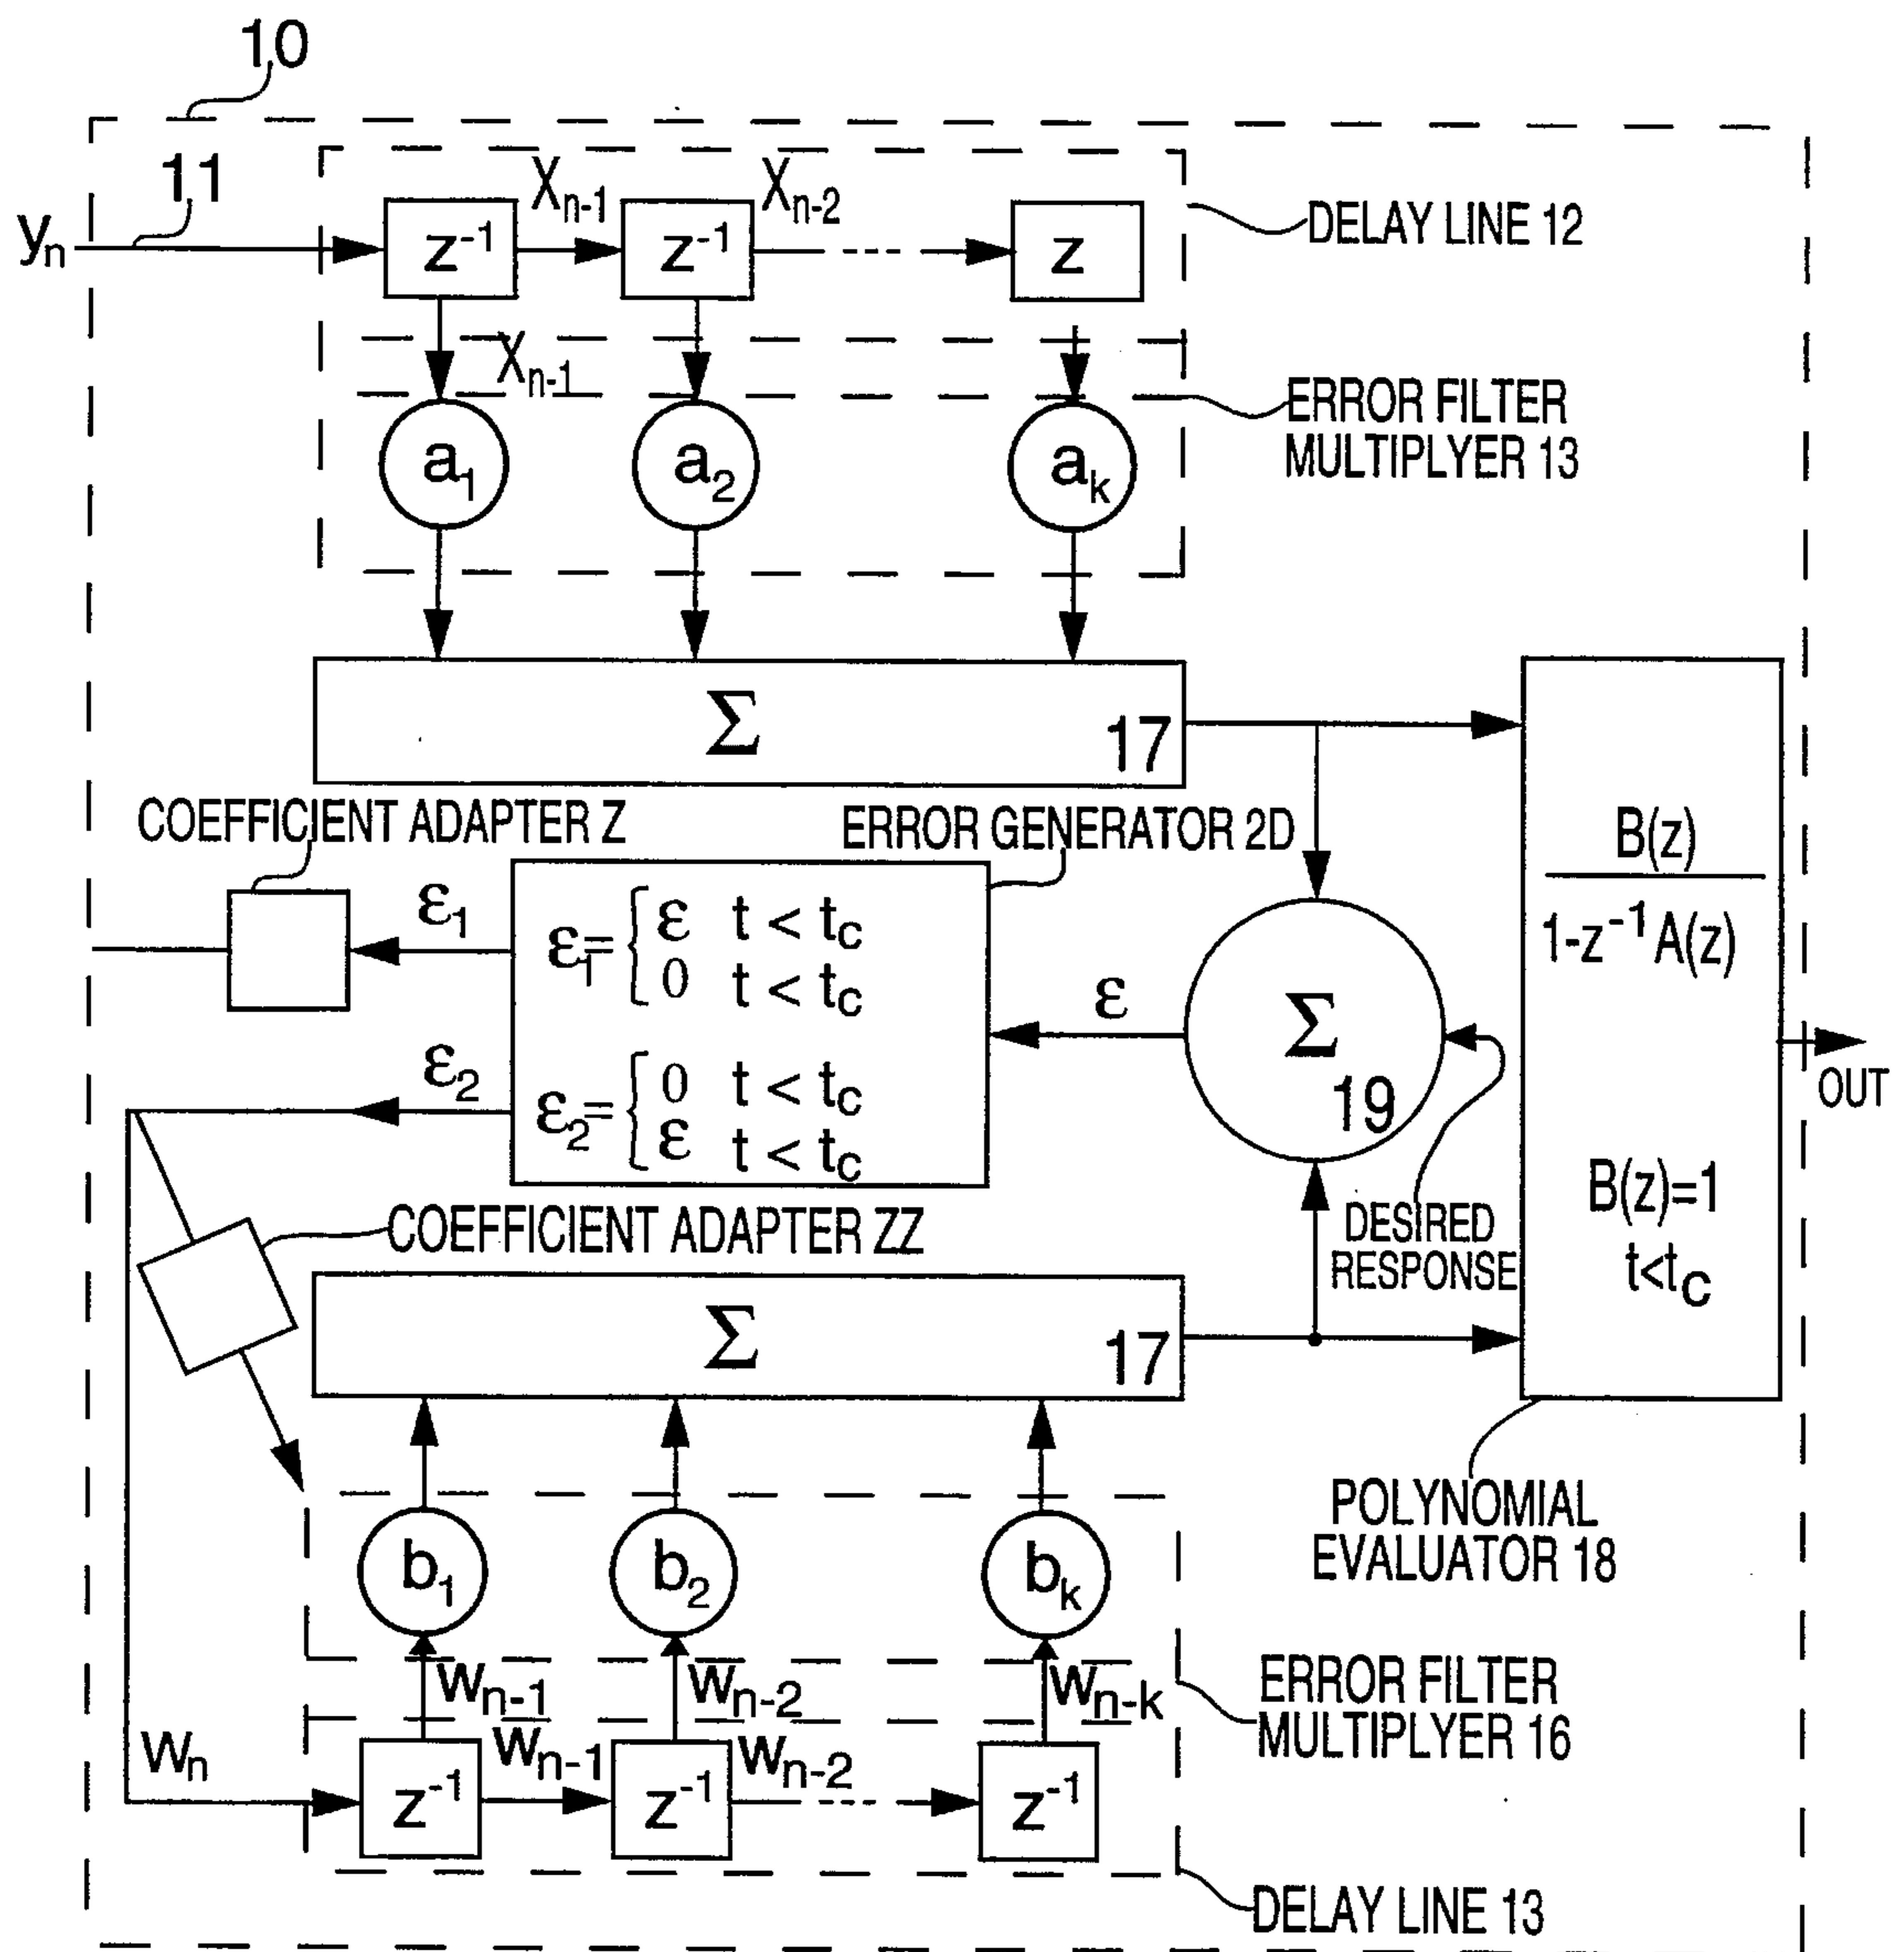 10
11
yn
z-1
Xn-1
z-1
Xn-2
z
DELAY LINE 12
Xn-1
ERROR FILTER
MULTIPLYER 13
a1
a2
ak
Σ
17
COEFFICIENT ADAPTER Z
ERROR GENERATOR 2D
ε1
ε1= { ε t < tc
0 t < tc
ε2
ε2= { 0 t < tc
ε t < tc
ε
Σ
19
B(z)
1-z-1 A(z)
B(z)=1
t<tc
OUT
DESIRED
RESPONSE
COEFFICIENT ADAPTER ZZ
Σ
17
POLYNOMIAL
EVALUATOR 18
b1
b2
bk
Wn-1
Wn-2
Wn-k
ERROR FILTER
MULTIPLYER 16
Wn
z-1
Wn-1
z-1
Wn-2
z-1
DELAY LINE 13